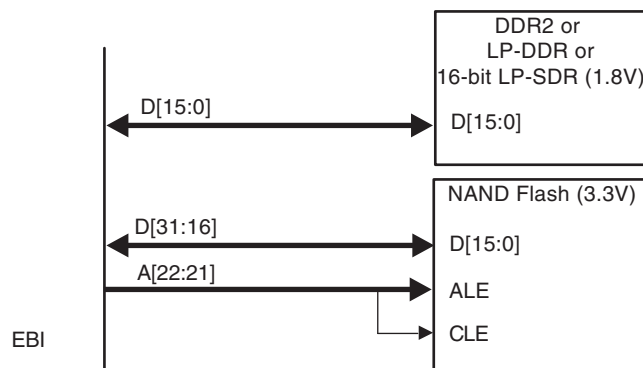 DDR2 or
LP-DDR or
16-bit LP-SDR (1.8V)
D[15:0]
D[15:0]
NAND Flash (3.3V)
D[31:16]
D[15:0]
A[22:21]
ALE
EBI
CLE